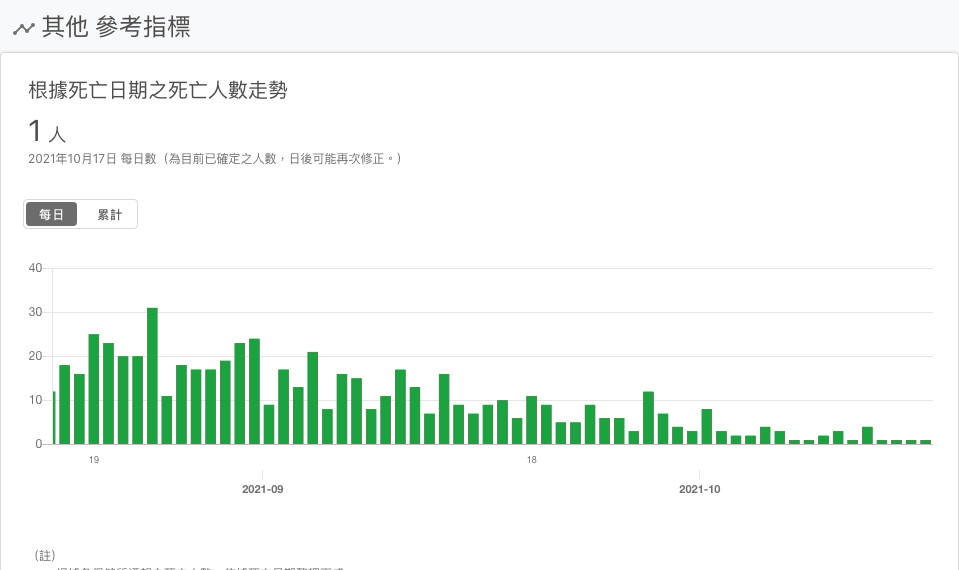 其他 參考指標
根據死亡日期之死亡人數走勢
1 人
2021年10月17日 每日數（為目前已確定之人數，日後可能再次修正。）
每日 累計
40
30
20
10
0
19 18
2021-09 2021-10
（註）